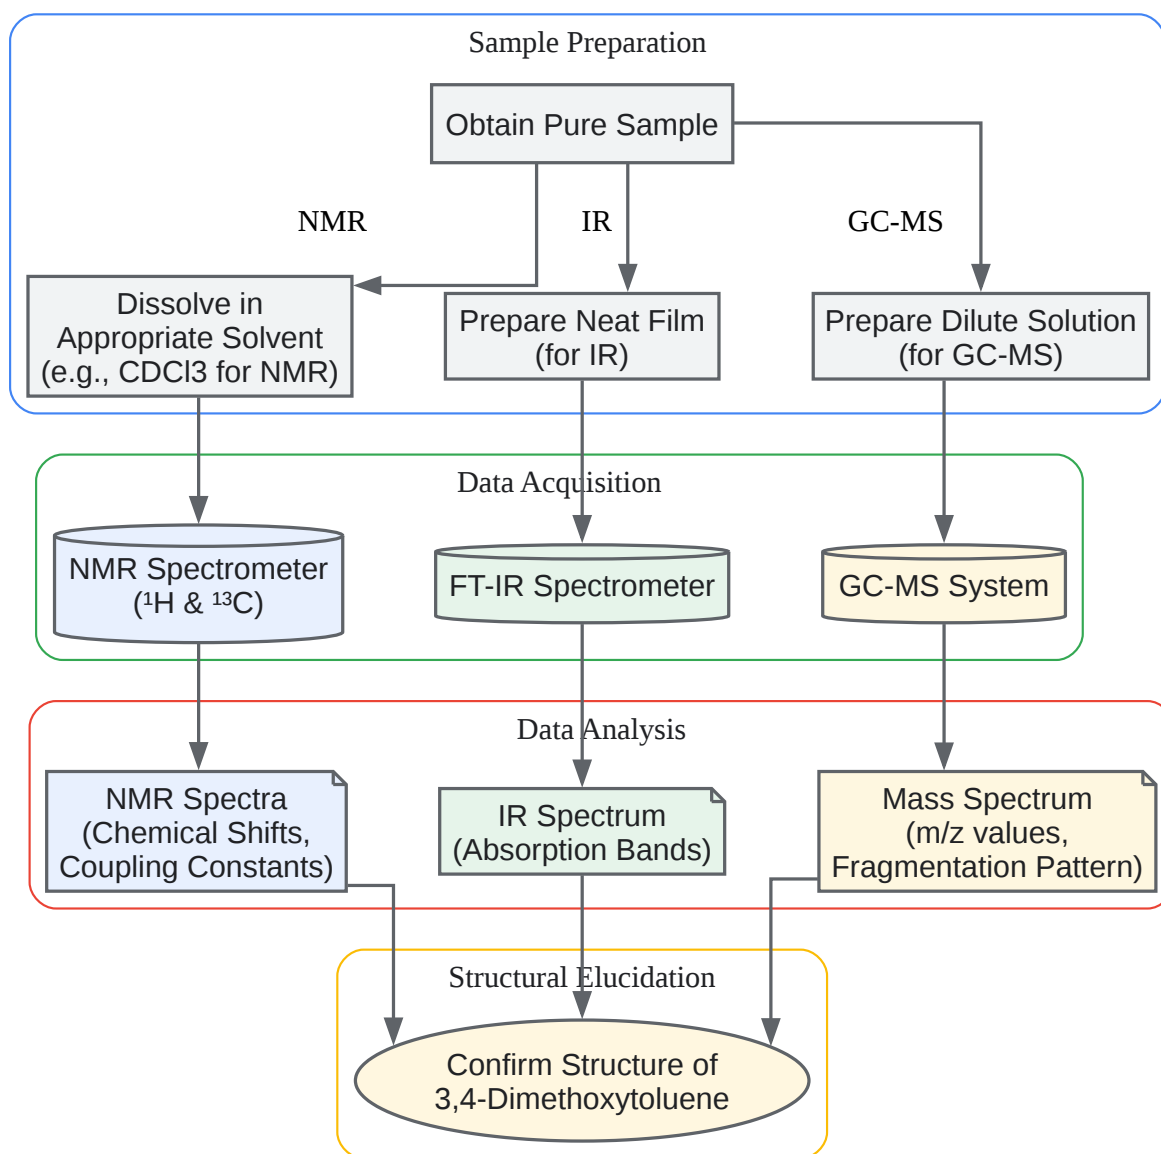 Sample Preparation
Obtain Pure Sample
NMR
IR
GC-MS
Dissolve in
Appropriate Solvent
(e.g., CDCl3 for NMR)
Prepare Neat Film
(for IR)
Prepare Dilute Solution
(for GC-MS)
Data Acquisition
NMR Spectrometer
(¹H & ¹³C)
FT-IR Spectrometer
GC-MS System
Data Analysis
NMR Spectra
(Chemical Shifts,
Coupling Constants)
IR Spectrum
(Absorption Bands)
Mass Spectrum
(m/z values,
Fragmentation Pattern)
Structural Elucidation
Confirm Structure of
3,4-Dimethoxytoluene